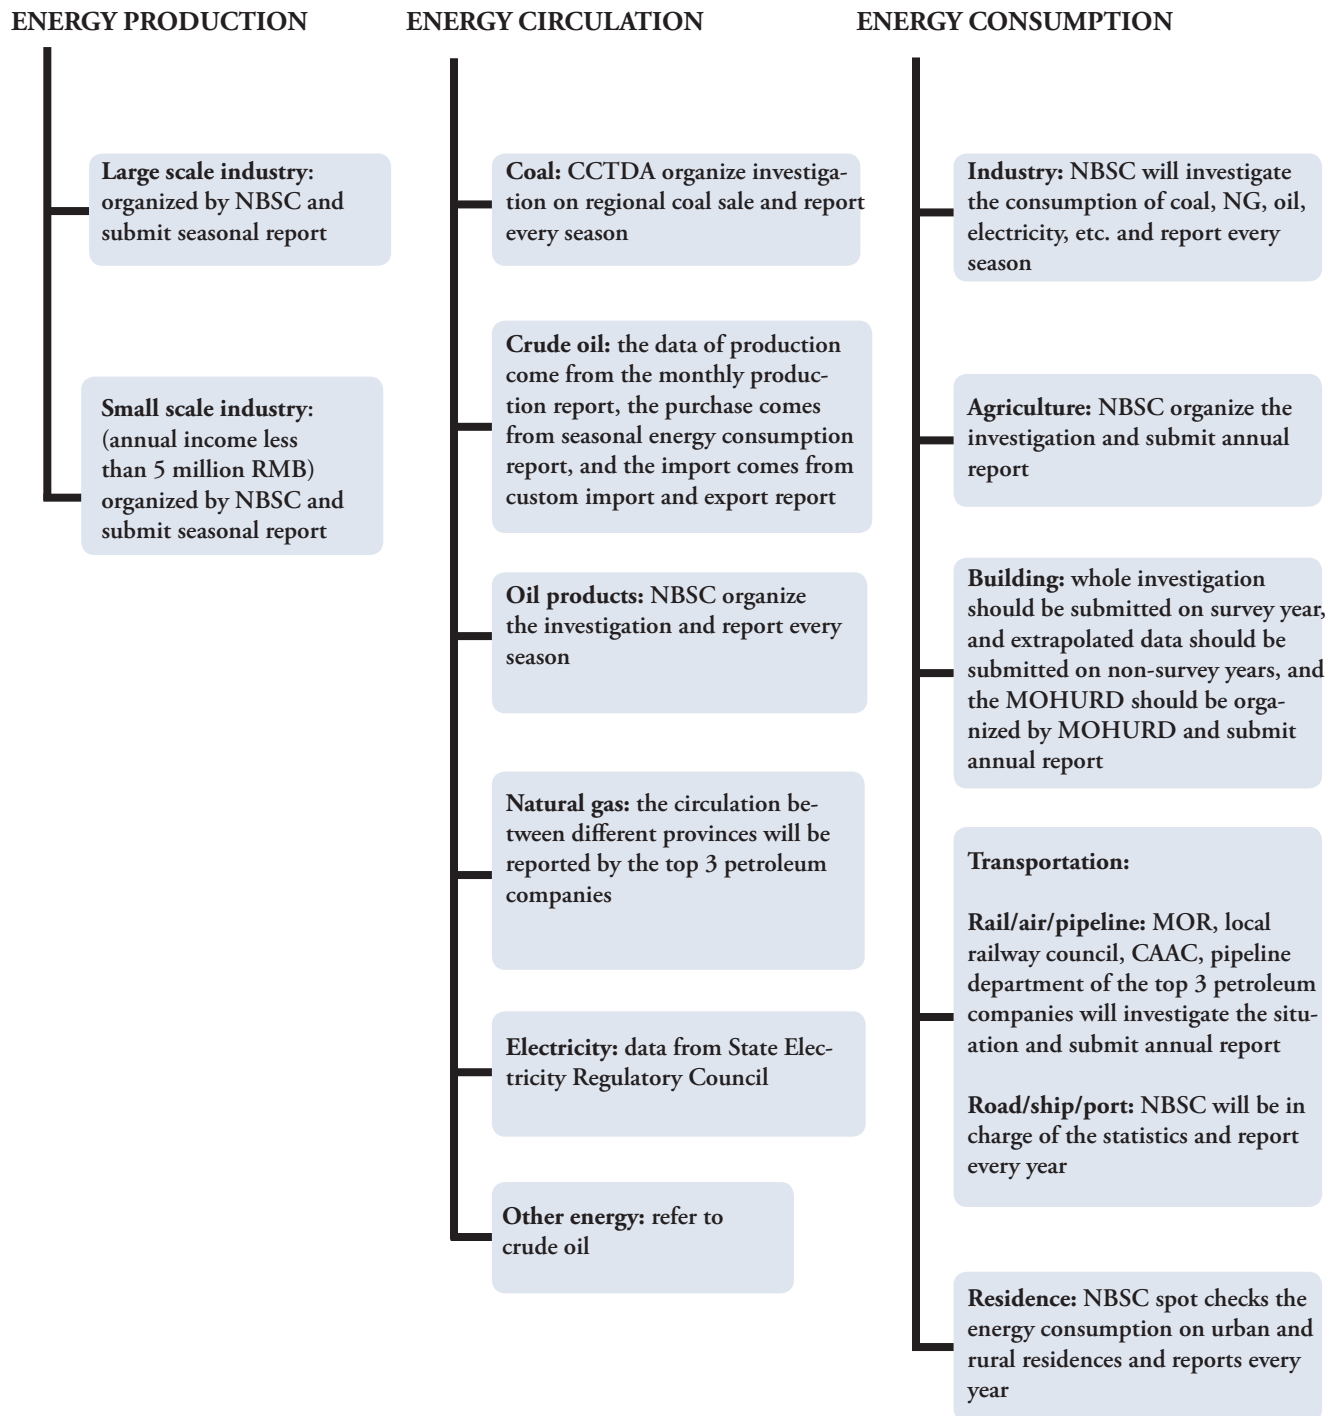 ENERGY PRODUCTION
Large scale industry:
organized by NBSC and
submit seasonal report
Small scale industry:
(annual income less
than 5 million RMB)
organized by NBSC and
submit seasonal report
ENERGY CIRCULATION
Coal: CCTDA organize investiga-
tion on regional coal sale and report
every season
Crude oil: the data of production
come from the monthly produc-
tion report, the purchase comes
from seasonal energy consumption
report, and the import comes from
custom import and export report
Oil products: NBSC organize
the investigation and report every
season
Natural gas: the circulation be-
tween different provinces will be
reported by the top 3 petroleum
companies
Electricity: data from State Elec-
tricity Regulatory Council
Other energy: refer to
crude oil
ENERGY CONSUMPTION
Industry: NBSC will investigate
the consumption of coal, NG, oil,
electricity, etc. and report every
season
Agriculture: NBSC organize the
investigation and submit annual
report
Building: whole investigation
should be submitted on survey year,
and extrapolated data should be
submitted on non-survey years, and
the MOHURD should be orga-
nized by MOHURD and submit
annual report
Transportation:
Rail/air/pipeline: MOR, local
railway council, CAAC, pipeline
department of the top 3 petroleum
companies will investigate the situ-
ation and submit annual report
Road/ship/port: NBSC will be in
charge of the statistics and report
every year
Residence: NBSC spot checks the
energy consumption on urban and
rural residences and reports every
year